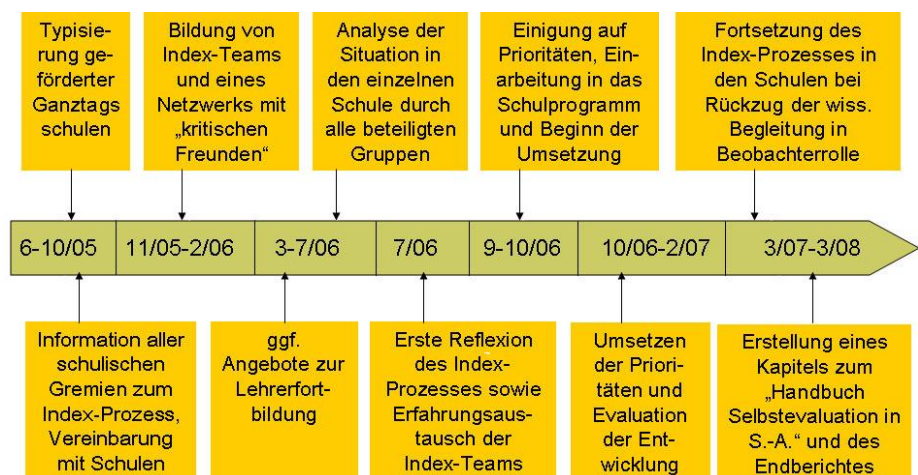 Typisie-
rung ge-
förderter
Ganztags
schulen
Bildung von
Index-Teams
und eines
Netzwerks mit
„kritischen
Freunden“
Analyse der
Situation in
den einzelnen
Schule durch
alle beteiligten
Gruppen
Einigung auf
Prioritäten, Ein-
arbeitung in das
Schulprogramm
und Beginn der
Umsetzung
Fortsetzung des
Index-Prozesses in
den Schulen bei
Rückzug der wiss.
Begleitung in
Beobachterrolle
6-10/05
11/05-2/06
3-7/06
7/06
9-10/06
10/06-2/07
3/07-3/08
Information aller
schulischen
Gremien zum
Index-Prozess,
Vereinbarung
mit Schulen
ggf.
Angebote zur
Lehrerfort-
bildung
Erste Reflexion
des Index-
Prozesses sowie
Erfahrungsaus-
tausch der
Index-Teams
Umsetzen
der Priori-
täten und
Evaluation
der Ent-
wicklung
Erstellung eines
Kapitels zum
„Handbuch
Selbstevaluation in
S.-A.“ und des
Endberichtes